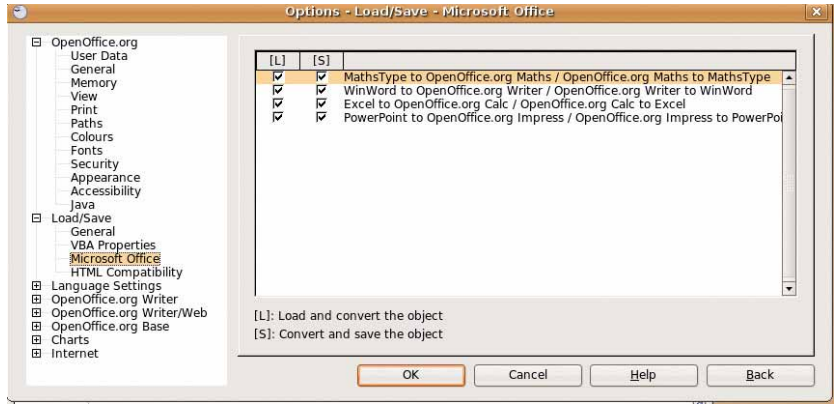 Options - Load/Save - Microsoft Office
OpenOffice.org
User Data
General
Memory
View
Print
Paths
Colours
Fonts
Security
Appearance
Accessibility
Java
Load/Save
General
VBA Properties
Microsoft Office
HTML Compatibility
Language Settings
OpenOffice.org Writer
OpenOffice.org Writer/Web
OpenOffice.org Base
Charts
Internet
[L] [S]
MathsType to OpenOffice.org Maths / OpenOffice.org Maths to MathsType
WinWord to OpenOffice.org Writer / OpenOffice.org Writer to WinWord
Excel to OpenOffice.org Calc / OpenOffice.org Calc to Excel
PowerPoint to OpenOffice.org Impress / OpenOffice.org Impress to PowerPoi
[L]: Load and convert the object
[S]: Convert and save the object
OK Cancel Help Back